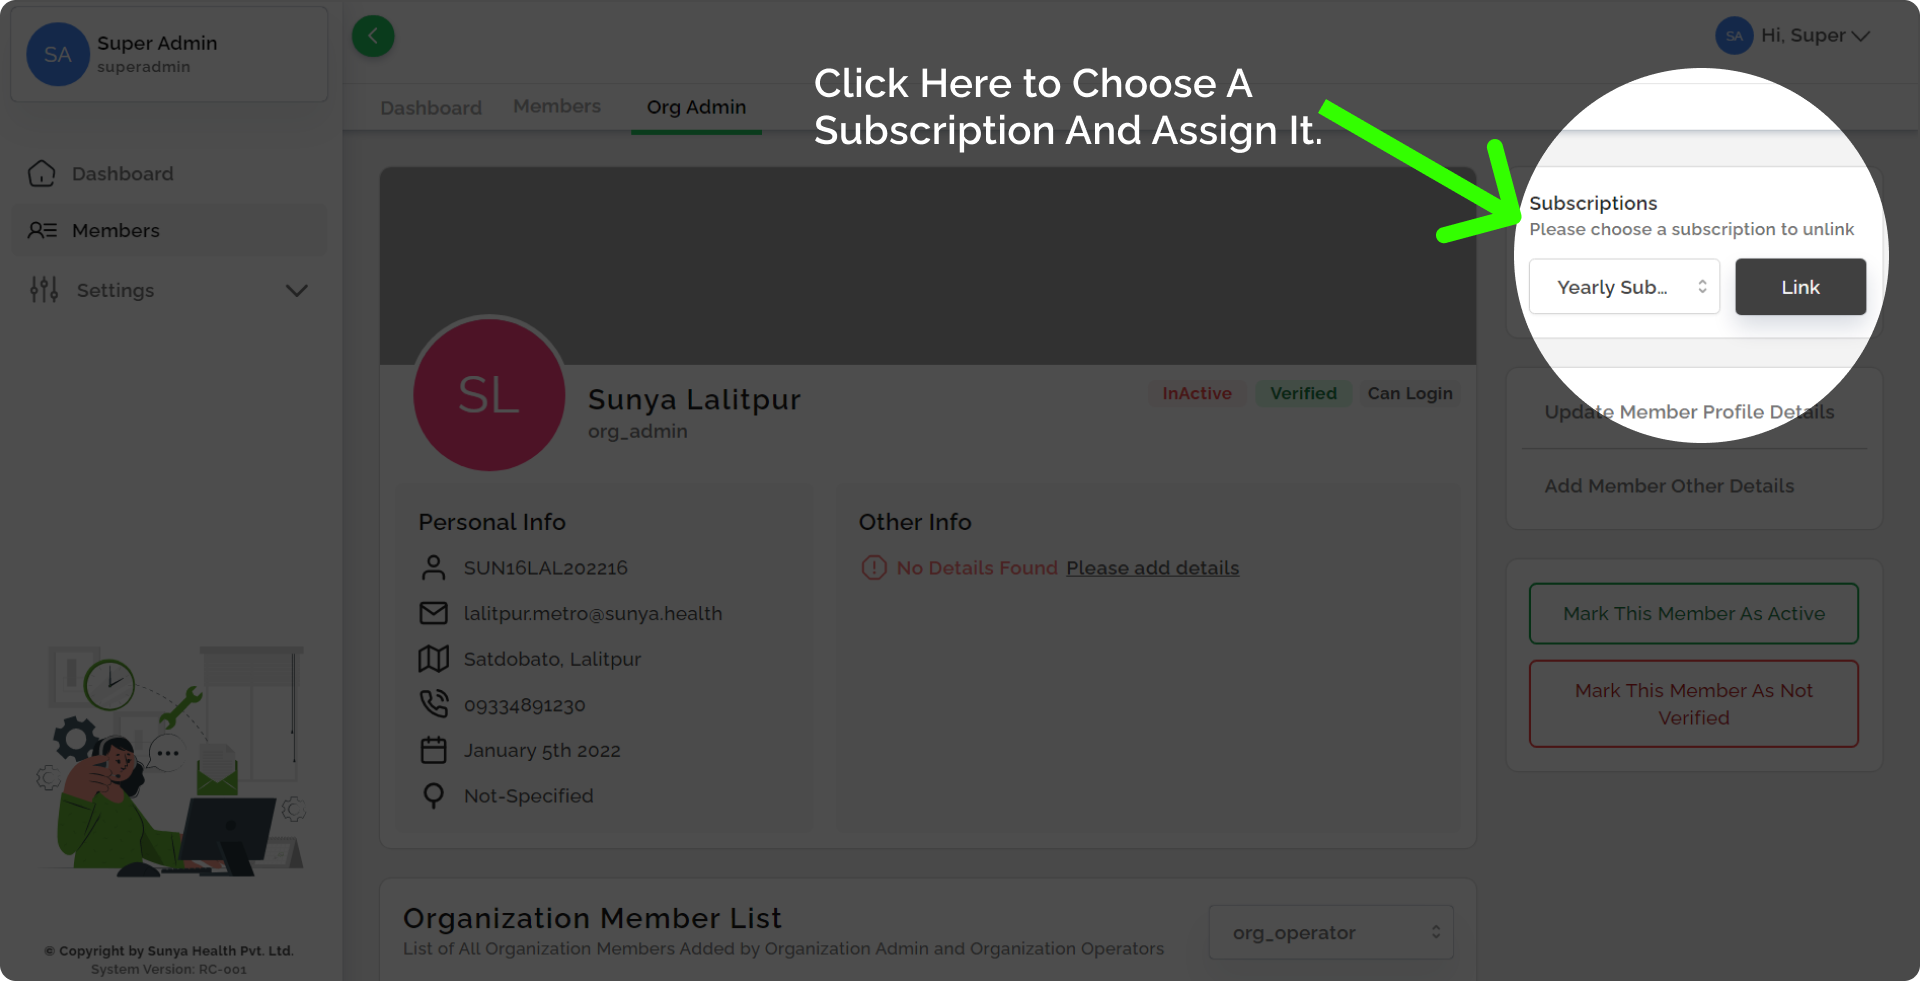 SA
Super Admin
superadmin
SA
Hi, Super
Click Here to Choose A
Subscription And Assign It.
Dashboard
Members
Org Admin
Dashboard
Members
Settings
Subscriptions
Please choose a subscription to unlink
Yearly Sub...
Link
SL
Sunya Lalitpur
org_admin
InActive
Verified
Can Login
Update Member Profile Details
Add Member Other Details
Personal Info
SUN16LAL202216
lalitpur.metro@sunya.health
Satdobato, Lalitpur
09334891230
January 5th 2022
Not-Specified
Other Info
No Details Found Please add details
Mark This Member As Active
Mark This Member As Not
Verified
Organization Member List
List of All Organization Members Added by Organization Admin and Organization Operators
org_operator
© Copyright by Sunya Health Pvt. Ltd.
System Version: RC-001